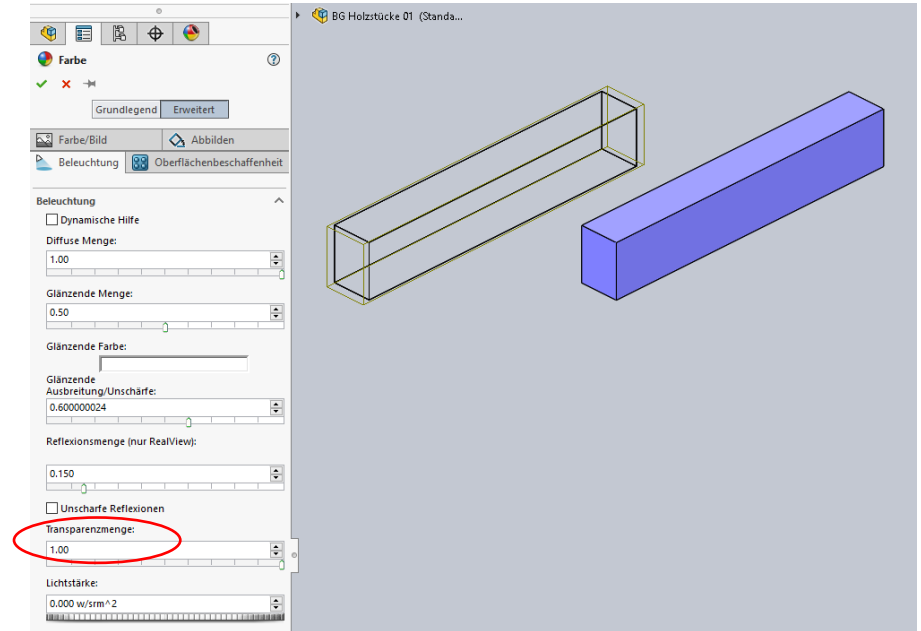 BG Holzstücke 01 (Standa...
Farbe
Grundlegend Erweitert
Farbe/Bild Abbilden
Beleuchtung Oberflächenbeschaffenheit
Beleuchtung
Dynamische Hilfe
Diffuse Menge:
1.00
Glänzende Menge:
0.50
Glänzende Farbe:
Glänzende
Ausbreitung/Unschärfe:
0.600000024
Reflexionsmenge (nur RealView):
0.150
Unscharfe Reflexionen
Transparenzmenge:
1.00
Lichtstärke:
0.000 w/srm^2